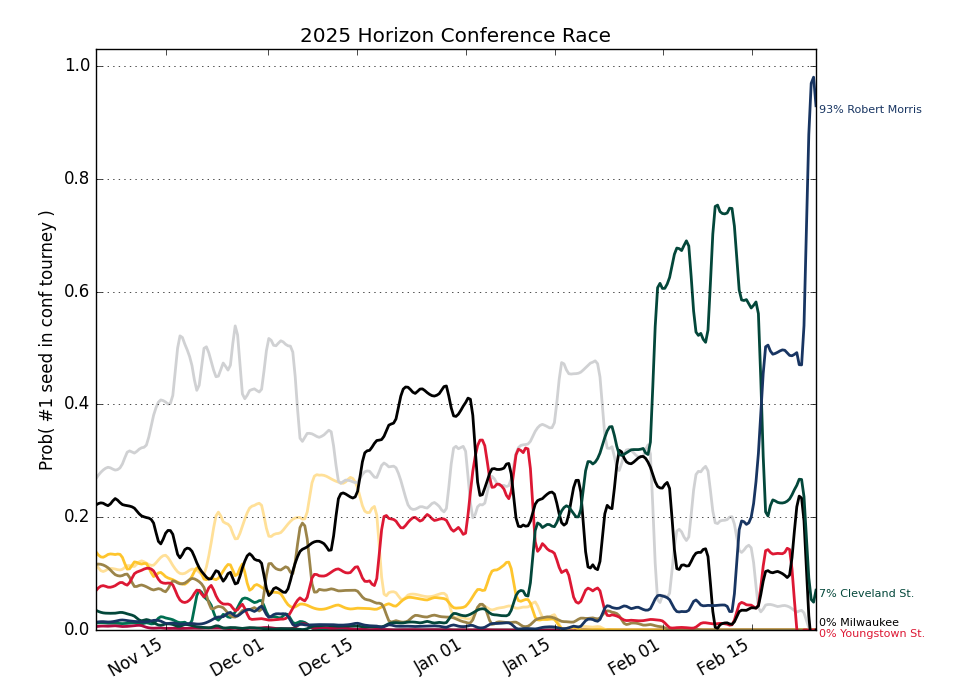 2025 Horizon Conference Race
Prob( #1 seed in conf tourney )
1.0
0.8
0.6
0.4
0.2
0.0
Nov 15
Dec 01
Dec 15
Jan 01
Jan 15
Feb 01
Feb 15
93% Robert Morris
7% Cleveland St.
0% Milwaukee
0% Youngstown St.